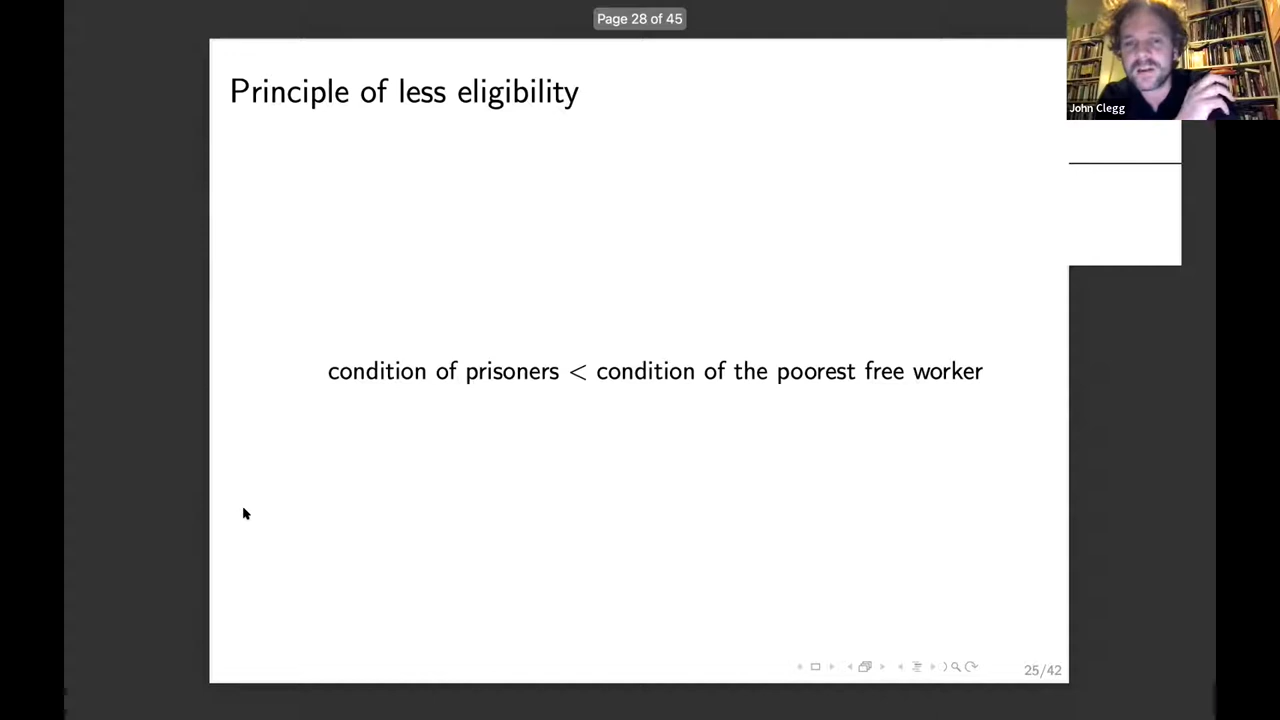 Page 28 of 45
John Clegg
Principle of less eligibility
condition of prisoners < condition of the poorest free worker
25/42